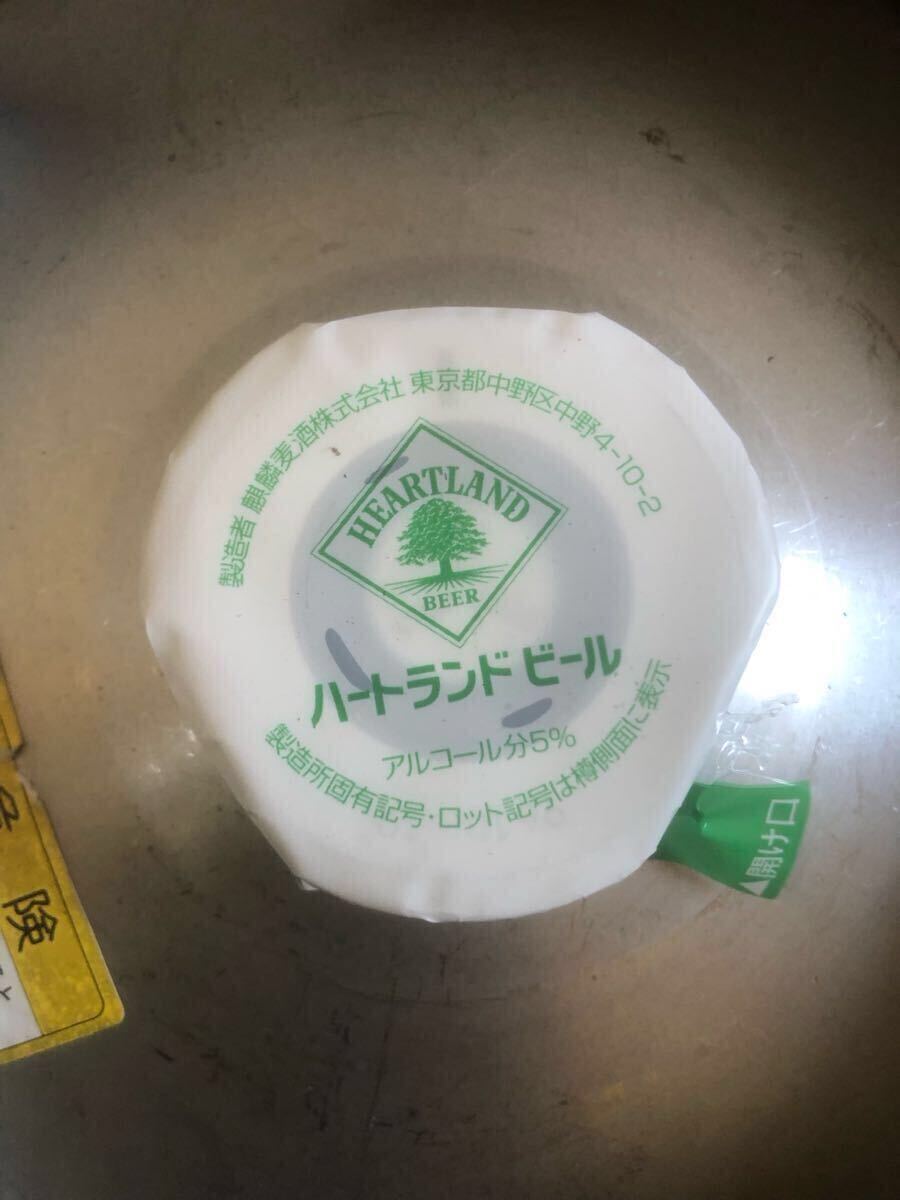 製造者 麒麟麦酒株式会社 東京都中野区中野4-10-2
HEARTLAND
BEER
ハートランドビール
アルコール分5%
製造所固有記号・ロット記号は樽側面に表示
▲開け口
険